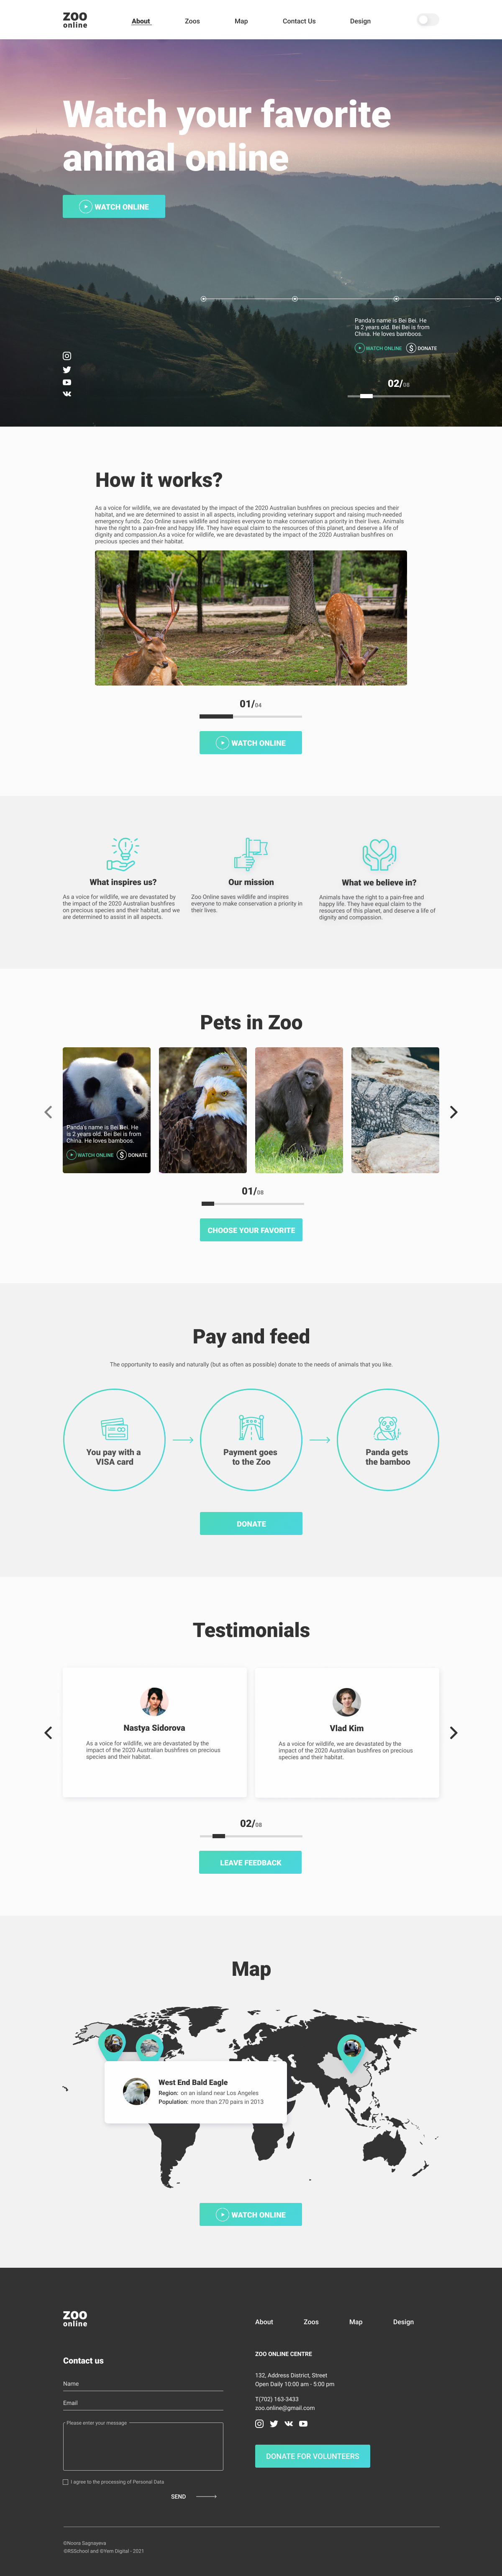 ZOO
online
About
Zoos
Map
Contact Us
Design
Watch your favorite
animal online
WATCH ONLINE
Panda's name is Bei Bei. He
is 2 years old. Bei Bei is from
China. He loves bamboos.
WATCH ONLINE
DONATE
02/08
How it works?
As a voice for wildlife, we are devastated by the impact of the 2020 Australian bushfires on precious species and their
habitat, and we are determined to assist in all aspects, including providing veterinary support and raising much-needed
emergency funds. Zoo Online saves wildlife and inspires everyone to make conservation a priority in their lives. Animals
have the right to a pain-free and happy life. They have equal claim to the resources of this planet, and deserve a life of
dignity and compassion.As a voice for wildlife, we are devastated by the impact of the 2020 Australian bushfires on
precious species and their habitat.
01/04
WATCH ONLINE
What inspires us?
As a voice for wildlife, we are devastated by
the impact of the 2020 Australian bushfires
on precious species and their habitat, and we
are determined to assist in all aspects.
Our mission
Zoo Online saves wildlife and inspires
everyone to make conservation a priority in
their lives.
What we believe in?
Animals have the right to a pain-free and
happy life. They have equal claim to the
resources of this planet, and deserve a life of
dignity and compassion.
Pets in Zoo
Panda's name is Bei Bei. He
is 2 years old. Bei Bei is from
China. He loves bamboos.
WATCH ONLINE
DONATE
01/08
CHOOSE YOUR FAVORITE
Pay and feed
The opportunity to easily and naturally (but as often as possible) donate to the needs of animals that you like.
You pay with a
VISA card
Payment goes
to the Zoo
Panda gets
the bamboo
DONATE
Testimonials
Nastya Sidorova
As a voice for wildlife, we are devastated by the
impact of the 2020 Australian bushfires on precious
species and their habitat.
Vlad Kim
As a voice for wildlife, we are devastated by the
impact of the 2020 Australian bushfires on precious
species and their habitat.
02/08
LEAVE FEEDBACK
Map
West End Bald Eagle
Region: on an island near Los Angeles
Population: more than 270 pairs in 2013
WATCH ONLINE
ZOO
online
Contact us
Name
Email
Please enter your message
I agree to the processing of Personal Data
SEND
About
Zoos
Map
Design
ZOO ONLINE CENTRE
132, Address District, Street
Open Daily 10:00 am - 5:00 pm
T(702) 163-3433
zoo.online@gmail.com
DONATE FOR VOLUNTEERS
©Noora Sagnayeva
©RSSchool and ©Yem Digital - 2021